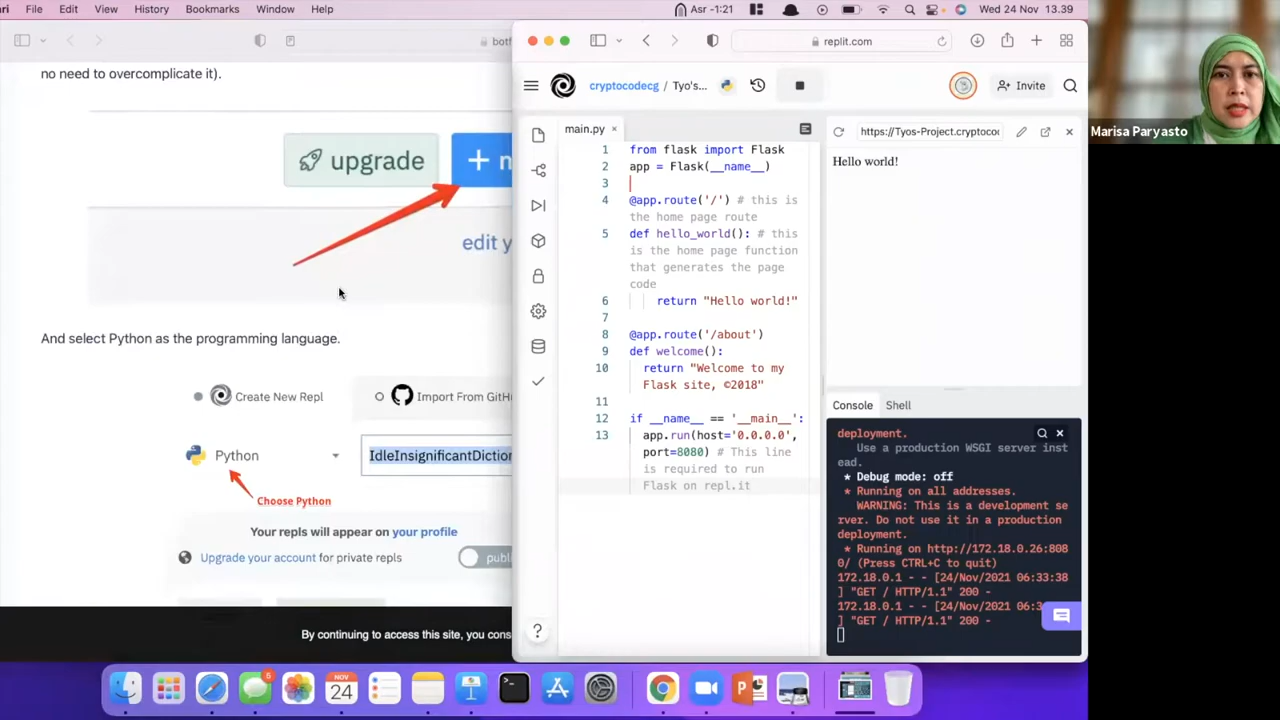 ari File Edit View History Bookmarks Window Help Asr -1:21 Wed 24 Nov 13.39
botf
no need to overcomplicate it).
upgrade + n
edit y
And select Python as the programming language.
Create New Repl Import From GitH
Python IdleInsignificantDictio
Choose Python
Your repls will appear on your profile
Upgrade your account for private repls publ
By continuing to access this site, you cons
replit.com
cryptocodecg / Tyo's... Invite
main.py ×
1 from flask import Flask
2 app = Flask(__name__)
3
4 @app.route('/') # this is
the home page route
5 def hello_world(): # this
is the home page function
that generates the page
code
6 return "Hello world!"
7
8 @app.route('/about')
9 def welcome():
10 return "Welcome to my
Flask site, ©2018"
11
12 if __name__ == '__main__':
13 app.run(host='0.0.0.0',
port=8080) # This line
is required to run
Flask on repl.it
?
https://Tyos-Project.cryptocod
Hello world!
Console Shell
deployment.
Use a production WSGI server inst
ead.
* Debug mode: off
* Running on all addresses.
WARNING: This is a development se
rver. Do not use it in a production
deployment.
* Running on http://172.18.0.26:808
0/ (Press CTRL+C to quit)
172.18.0.1 - - [24/Nov/2021 06:33:38
] "GET / HTTP/1.1" 200 -
172.18.0.1 - - [24/Nov/2021 06:3
] "GET / HTTP/1.1" 200 -
Marisa Paryasto
5
NOV
24